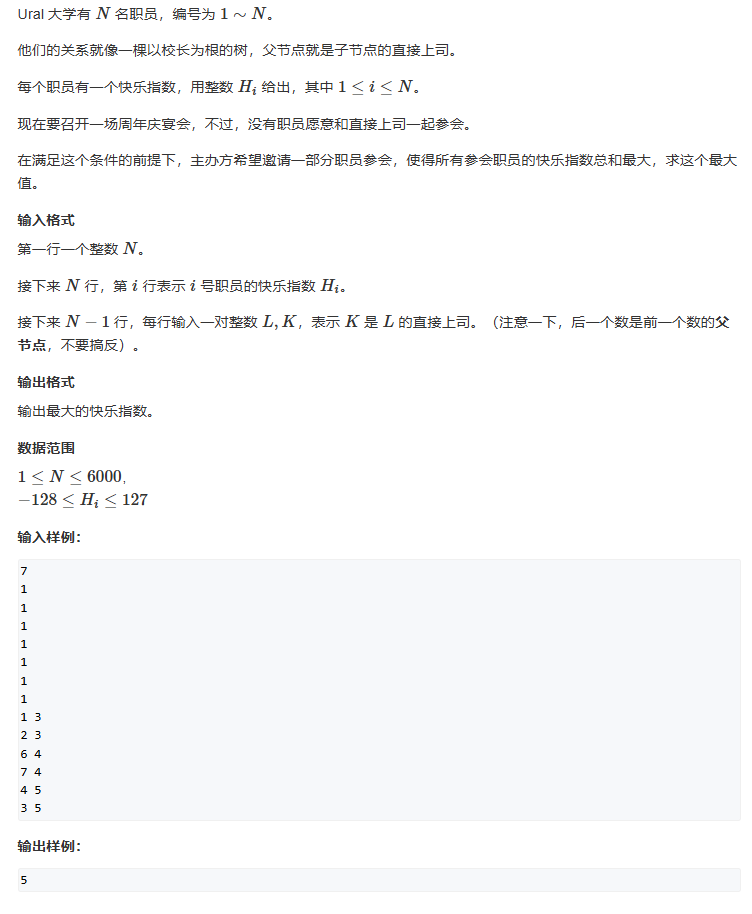 Ural 大学有 N 名职员，编号为 1 ∼ N。
他们的关系就像一棵以校长为根的树，父节点就是子节点的直接上司。
每个职员有一个快乐指数，用整数 H_i 给出，其中 1 ≤ i ≤ N。
现在要召开一场周年庆宴会，不过，没有职员愿意和直接上司一起参会。
在满足这个条件的前提下，主办方希望邀请一部分职员参会，使得所有参会职员的快乐指数总和最大，求这个最大
值。
输入格式
第一行一个整数 N。
接下来 N 行，第 i 行表示 i 号职员的快乐指数 H_i。
接下来 N − 1 行，每行输入一对整数 L, K，表示 K 是 L 的直接上司。（注意一下，后一个数是前一个数的父
节点，不要搞反）。
输出格式
输出最大的快乐指数。
数据范围
1 ≤ N ≤ 6000,
−128 ≤ H_i ≤ 127
输入样例：
7
1
1
1
1
1
1
1
1 3
2 3
6 4
7 4
4 5
3 5
输出样例：
5